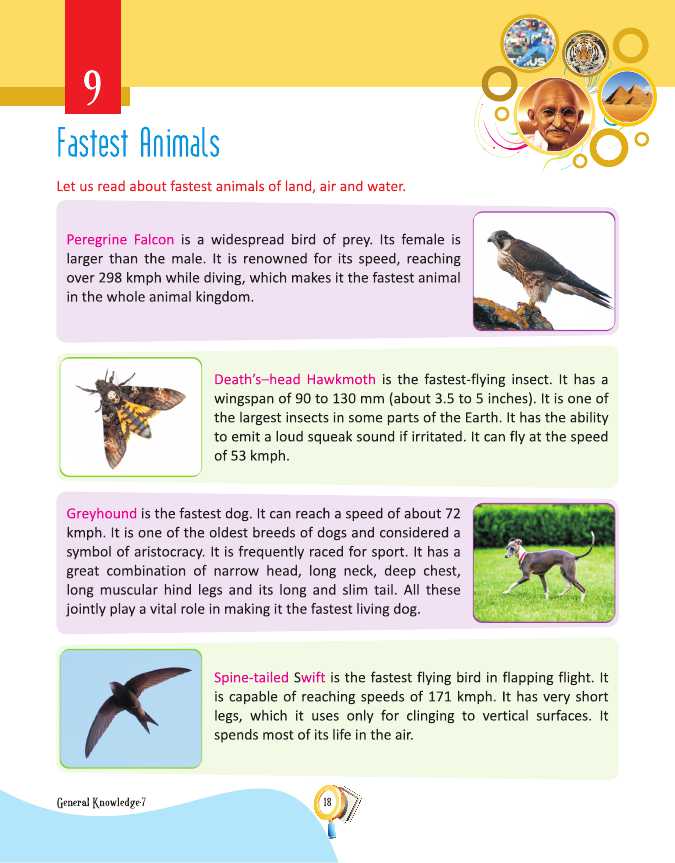 9
Fastest Animals
Let us read about fastest animals of land, air and water.
Peregrine Falcon is a widespread bird of prey. Its female is
larger than the male. It is renowned for its speed, reaching
over 298 kmph while diving, which makes it the fastest animal
in the whole animal kingdom.
Death's–head Hawkmoth is the fastest-flying insect. It has a
wingspan of 90 to 130 mm (about 3.5 to 5 inches). It is one of
the largest insects in some parts of the Earth. It has the ability
to emit a loud squeak sound if irritated. It can fly at the speed
of 53 kmph.
Greyhound is the fastest dog. It can reach a speed of about 72
kmph. It is one of the oldest breeds of dogs and considered a
symbol of aristocracy. It is frequently raced for sport. It has a
great combination of narrow head, long neck, deep chest,
long muscular hind legs and its long and slim tail. All these
jointly play a vital role in making it the fastest living dog.
Spine-tailed Swift is the fastest flying bird in flapping flight. It
is capable of reaching speeds of 171 kmph. It has very short
legs, which it uses only for clinging to vertical surfaces. It
spends most of its life in the air.
General Knowledge-7
18